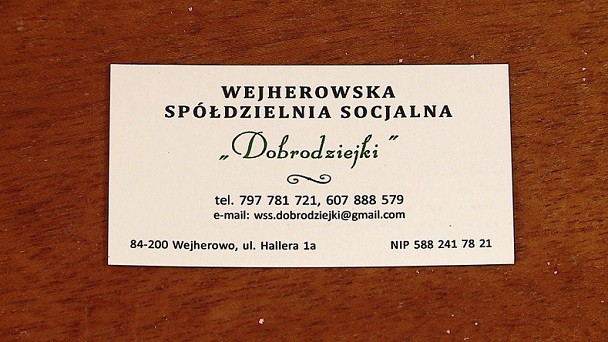 WEJHEROWSKA
SPÓŁDZIELNIA SOCJALNA
„Dobrodziejki”
tel. 797 781 721, 607 888 579
e-mail: wss.dobrodziejki@gmail.com
84-200 Wejherowo, ul. Hallera 1a NIP 588 241 78 21